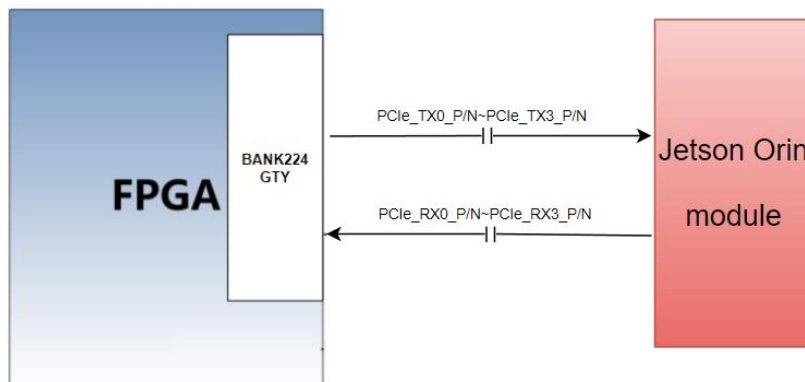 PCIe_TX0_P/N~PCIe_TX3_P/N
BANK224
GTY
FPGA
Jetson Orin
module
PCIe_RX0_P/N~PCIe_RX3_P/N